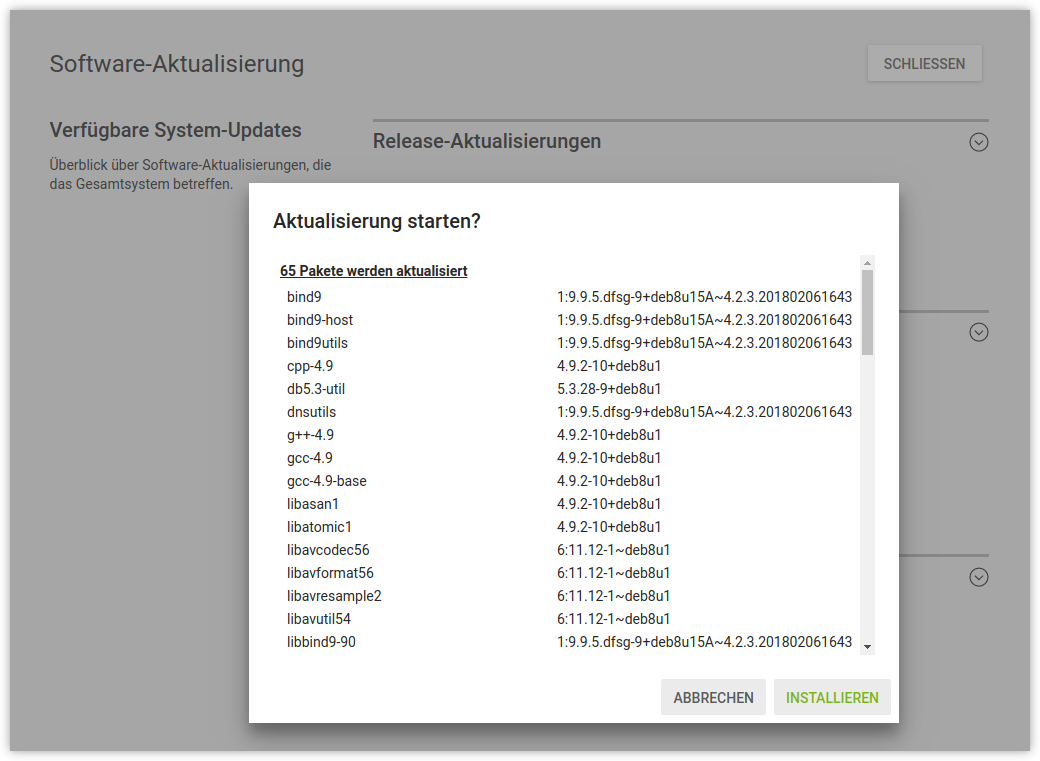 Software-Aktualisierung
SCHLIESSEN
Verfügbare System-Updates
Überblick über Software-Aktualisierungen, die
das Gesamtsystem betreffen.
Release-Aktualisierungen
Aktualisierung starten?
65 Pakete werden aktualisiert
bind9 1:9.9.5.dfsg-9+deb8u15A~4.2.3.201802061643
bind9-host 1:9.9.5.dfsg-9+deb8u15A~4.2.3.201802061643
bind9utils 1:9.9.5.dfsg-9+deb8u15A~4.2.3.201802061643
cpp-4.9 4.9.2-10+deb8u1
db5.3-util 5.3.28-9+deb8u1
dnsutils 1:9.9.5.dfsg-9+deb8u15A~4.2.3.201802061643
g++-4.9 4.9.2-10+deb8u1
gcc-4.9 4.9.2-10+deb8u1
gcc-4.9-base 4.9.2-10+deb8u1
libasan1 4.9.2-10+deb8u1
libatomic1 4.9.2-10+deb8u1
libavcodec56 6:11.12-1~deb8u1
libavformat56 6:11.12-1~deb8u1
libavresample2 6:11.12-1~deb8u1
libavutil54 6:11.12-1~deb8u1
libbind9-90 1:9.9.5.dfsg-9+deb8u15A~4.2.3.201802061643
ABBRECHEN
INSTALLIEREN